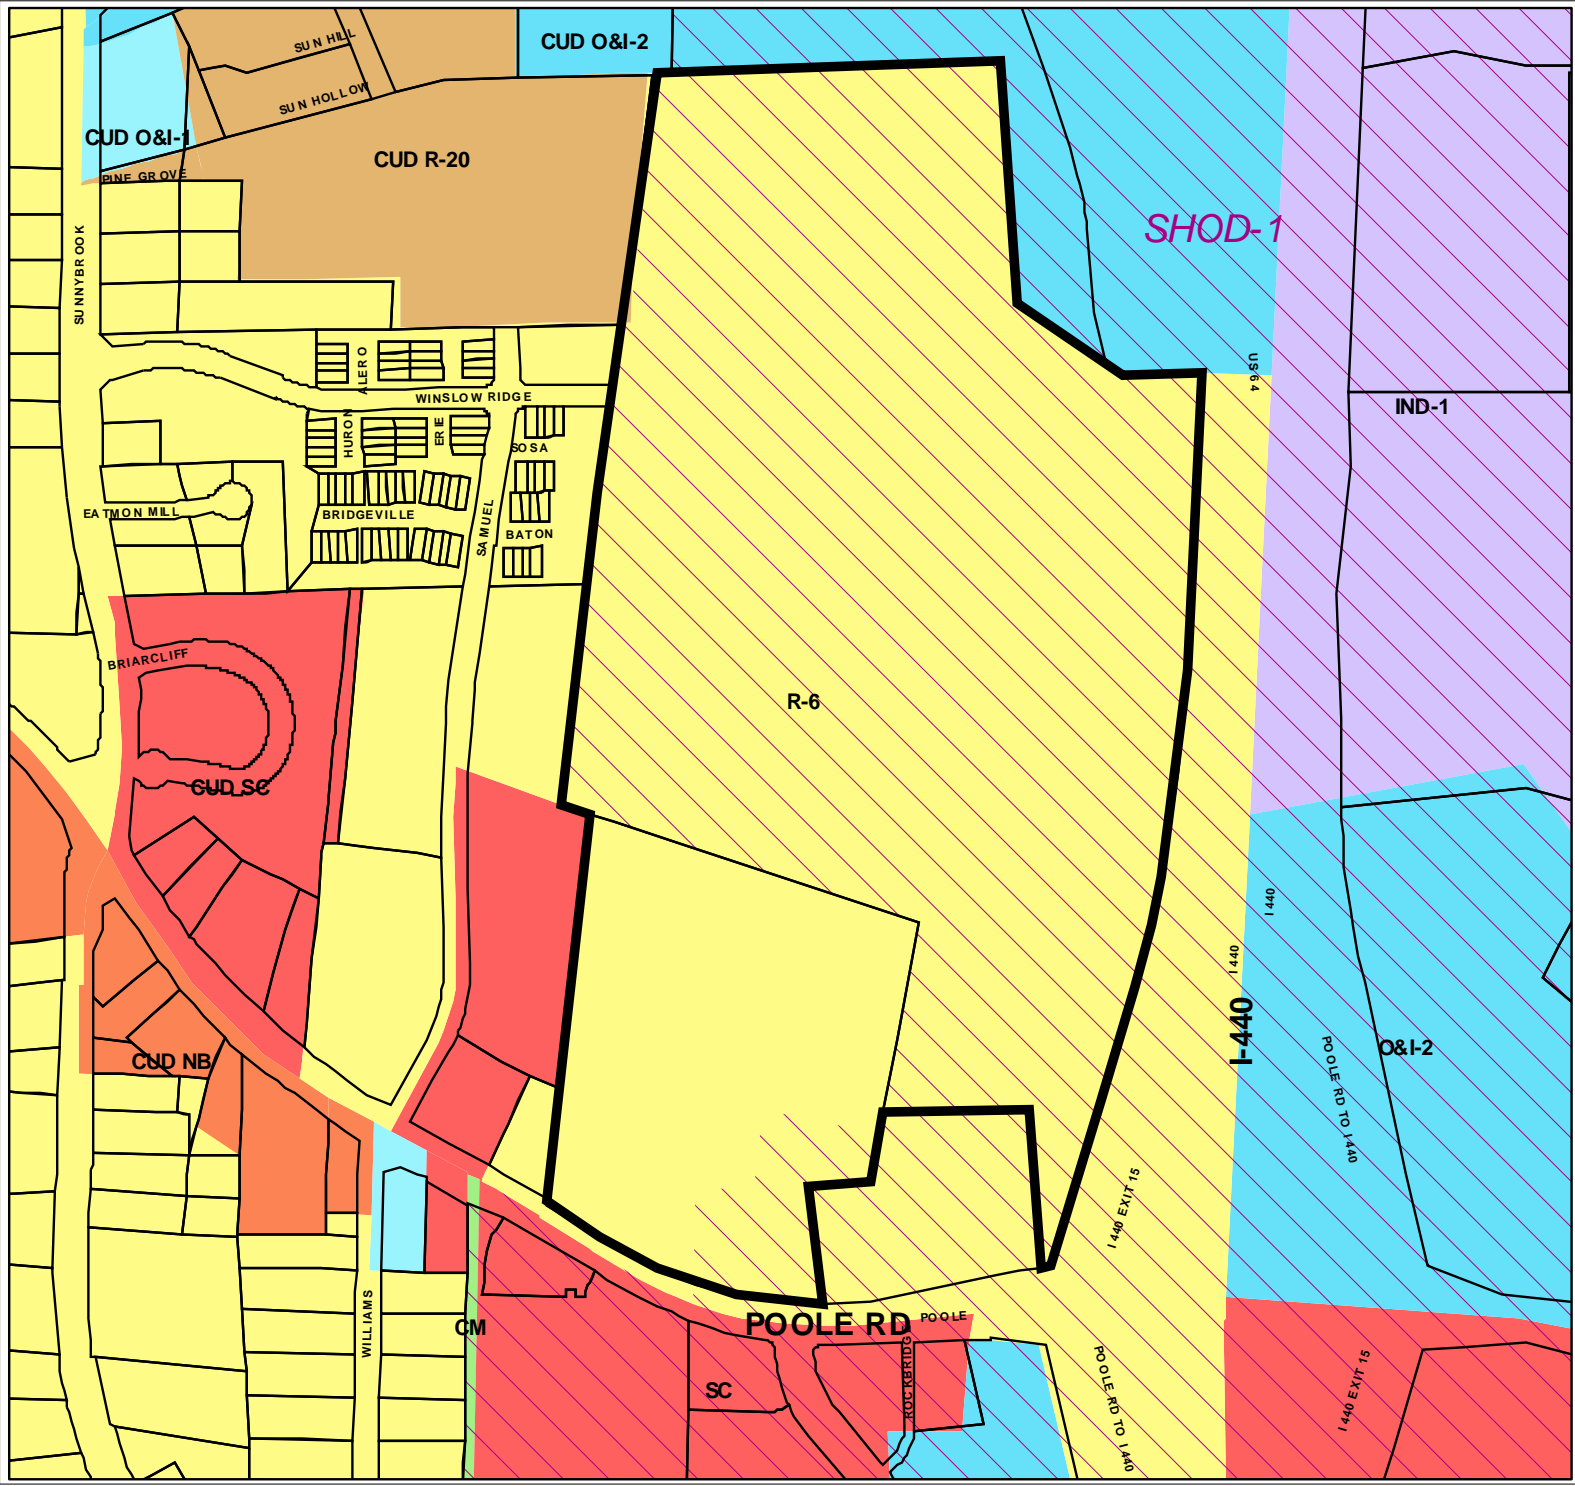 SUN HILL
CUD O&I-2
SUN HOLLOW
CUD O&I-1
CUD R-20
PINE GROVE
SHOD-1
SUNNYBROOK
ALERO
US 64
WINSLOW RIDGE
IND-1
HURON
ERIE
SOSA
EATMON MILL
BRIDGEVILLE
SAMUEL
BATON
BRIARCLIFF
R-6
CUD SC
I 440
I 440
I-440
CUD NB
O&I-2
POOLE RD TO I 440
I 440 EXIT 15
WILLIAMS
CM
POOLE RD
POOLE
ROCKBRIDGE
SC
POOLE RD TO I 440
I 440 EXIT 15